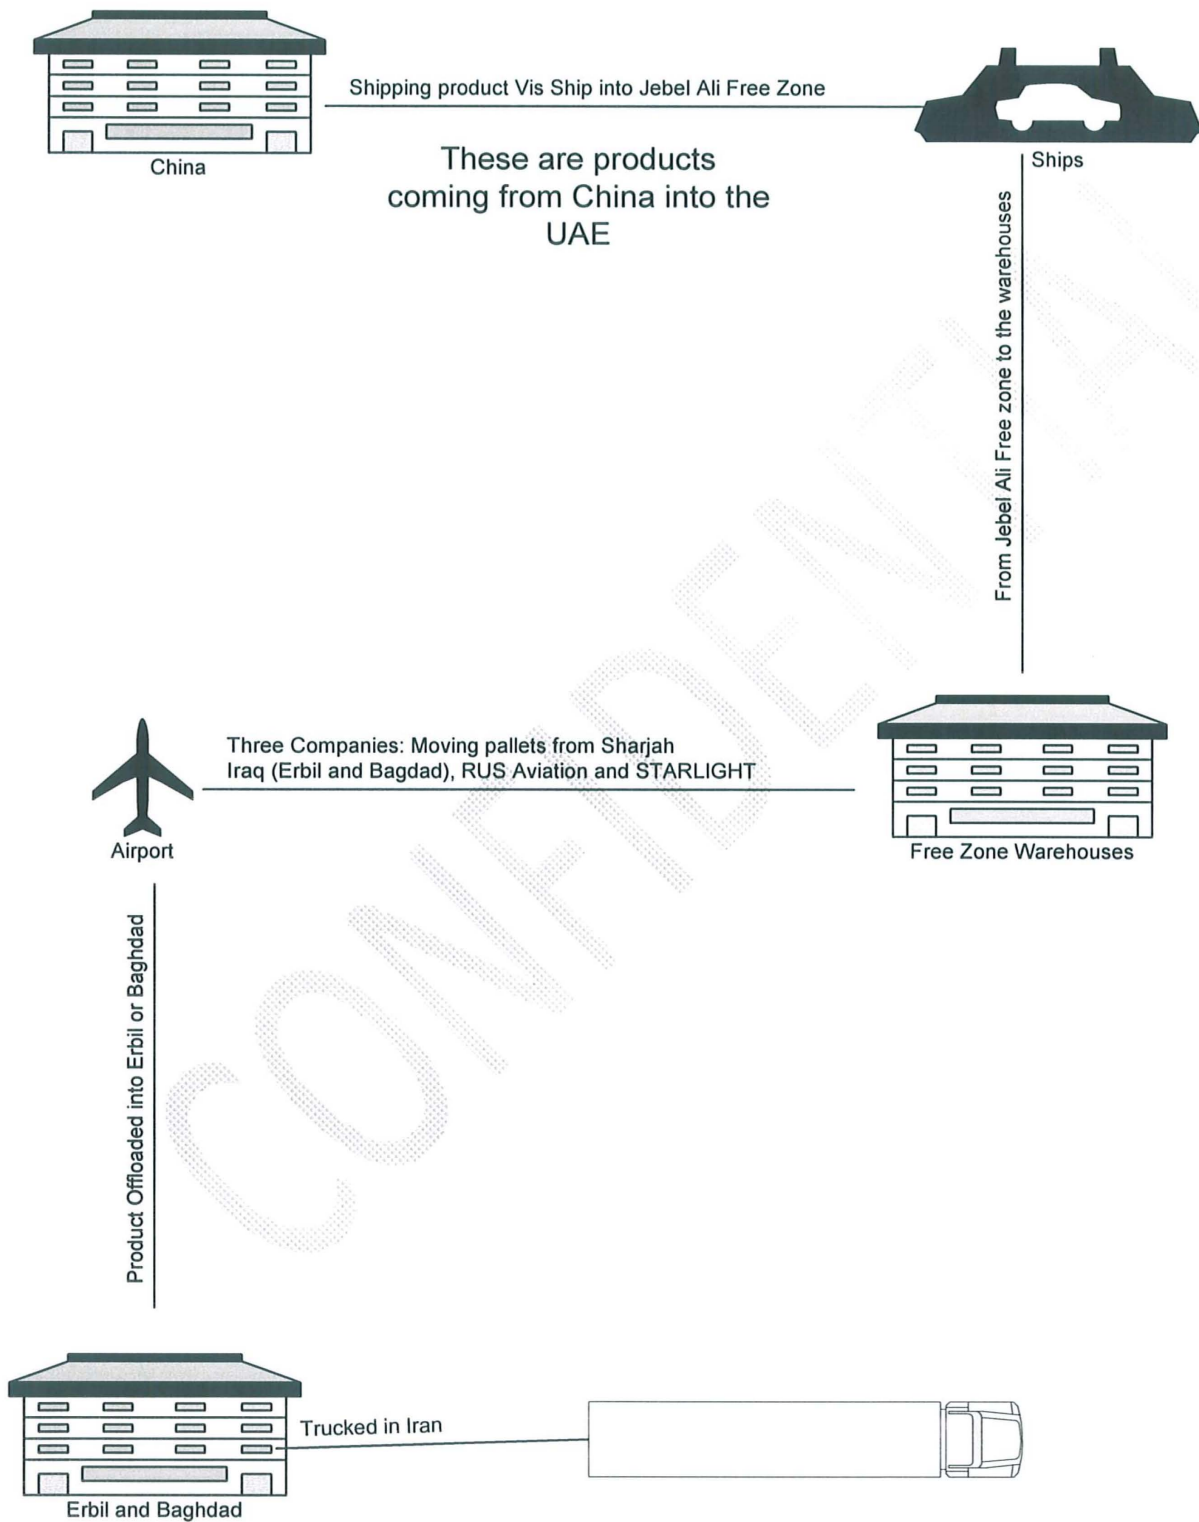 Shipping product Vis Ship into Jebel Ali Free Zone
China
Ships
These are products
coming from China into the
UAE
From Jebel Ali Free zone to the warehouses
Three Companies: Moving pallets from Sharjah
Iraq (Erbil and Bagdad), RUS Aviation and STARLIGHT
Airport
Free Zone Warehouses
Product Offloaded into Erbil or Baghdad
Trucked in Iran
Erbil and Baghdad
CONFIDENTIAL